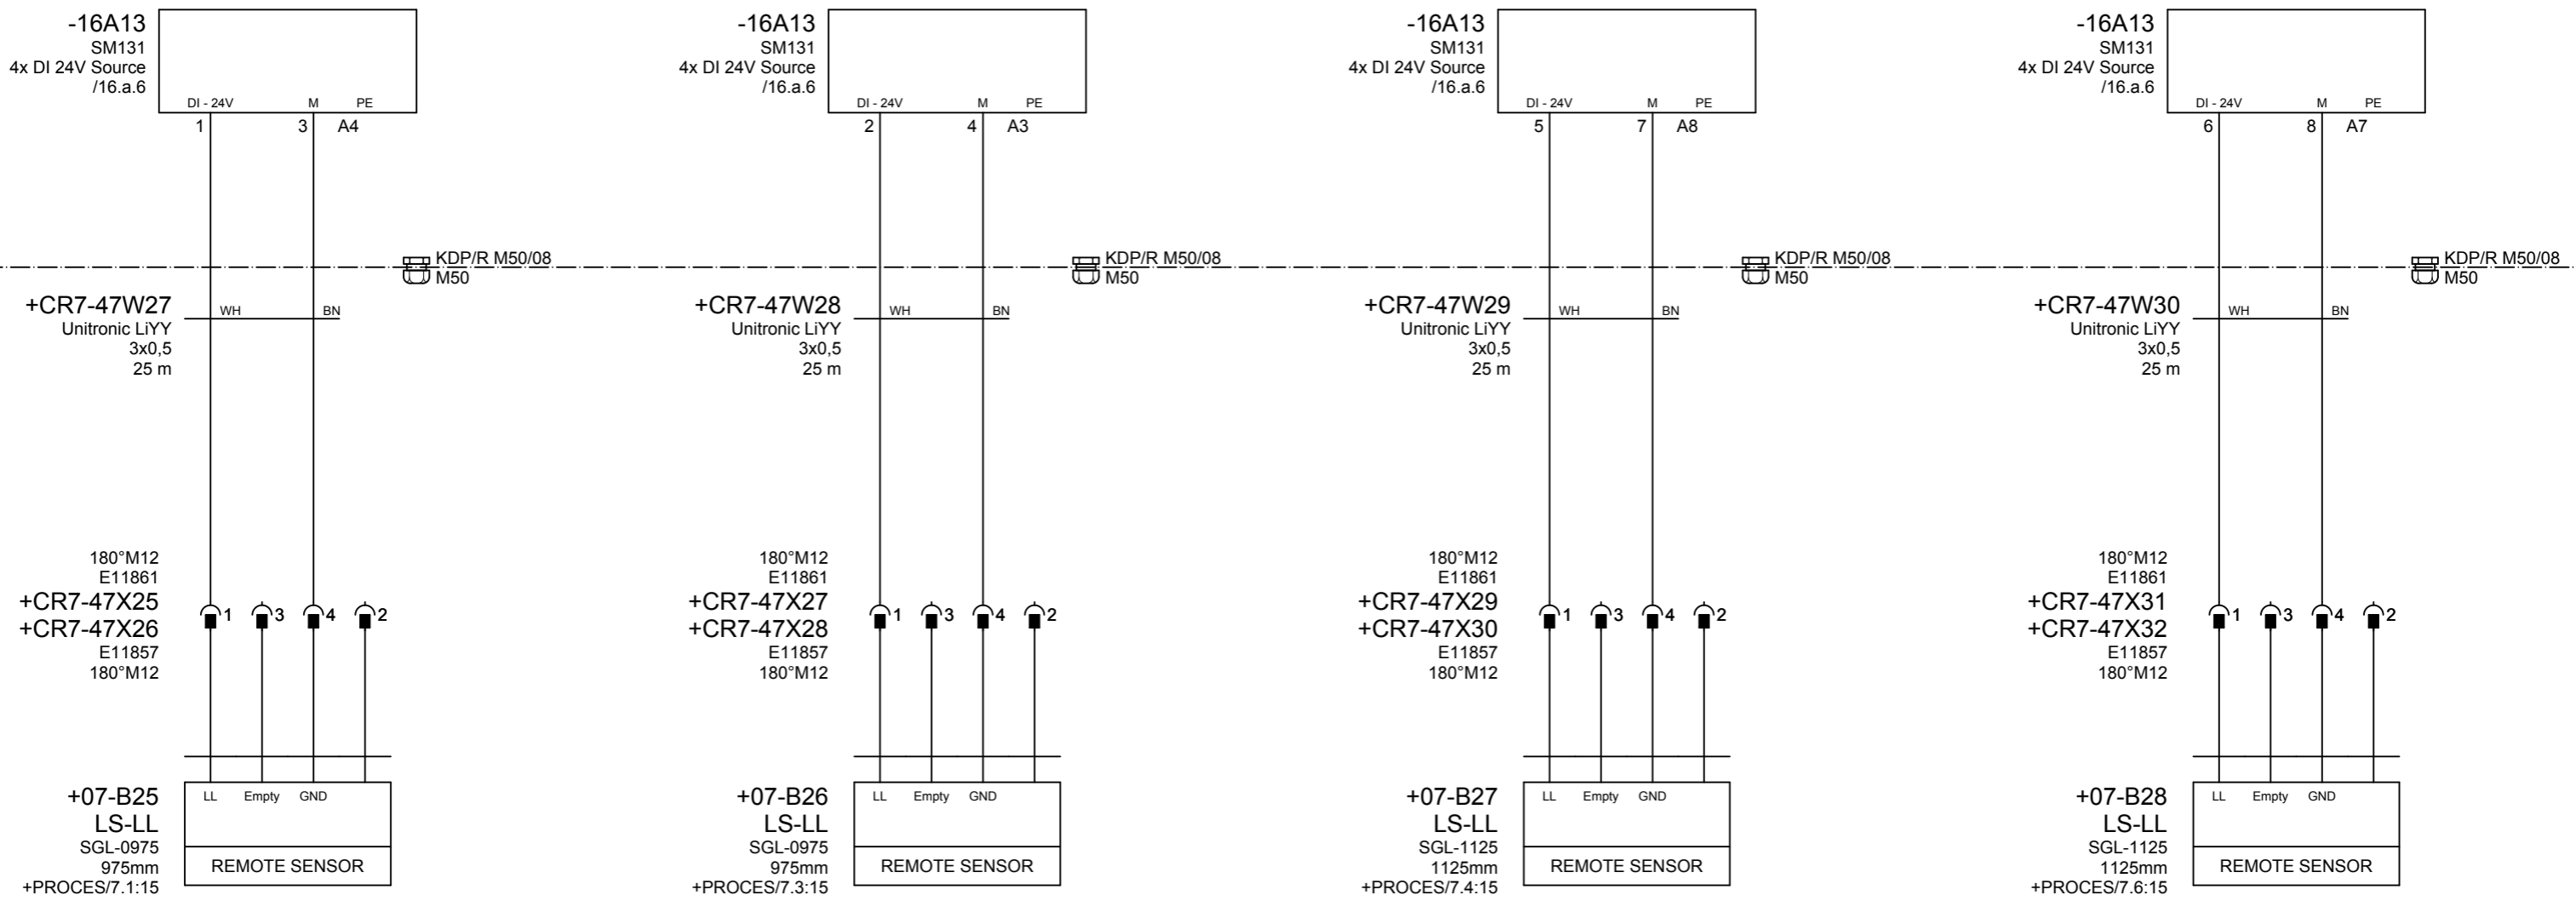 -16A13
SM131
4x DI 24V Source
/16.a.6
DI - 24V M PE
1 3 A4
KDP/R M50/08
M50
+CR7-47W27
Unitronic LiYY
3x0,5
25 m
WH BN
180°M12
E11861
+CR7-47X25
+CR7-47X26
E11857
180°M12
1 3 4 2
+07-B25
LS-LL
SGL-0975
975mm
+PROCES/7.1:15
LL Empty GND
REMOTE SENSOR
-16A13
SM131
4x DI 24V Source
/16.a.6
DI - 24V M PE
2 4 A3
KDP/R M50/08
M50
+CR7-47W28
Unitronic LiYY
3x0,5
25 m
WH BN
180°M12
E11861
+CR7-47X27
+CR7-47X28
E11857
180°M12
1 3 4 2
+07-B26
LS-LL
SGL-0975
975mm
+PROCES/7.3:15
LL Empty GND
REMOTE SENSOR
-16A13
SM131
4x DI 24V Source
/16.a.6
DI - 24V M PE
5 7 A8
KDP/R M50/08
M50
+CR7-47W29
Unitronic LiYY
3x0,5
25 m
WH BN
180°M12
E11861
+CR7-47X29
+CR7-47X30
E11857
180°M12
1 3 4 2
+07-B27
LS-LL
SGL-1125
1125mm
+PROCES/7.4:15
LL Empty GND
REMOTE SENSOR
-16A13
SM131
4x DI 24V Source
/16.a.6
DI - 24V M PE
6 8 A7
KDP/R M50/08
M50
+CR7-47W30
Unitronic LiYY
3x0,5
25 m
WH BN
180°M12
E11861
+CR7-47X31
+CR7-47X32
E11857
180°M12
1 3 4 2
+07-B28
LS-LL
SGL-1125
1125mm
+PROCES/7.6:15
LL Empty GND
REMOTE SENSOR